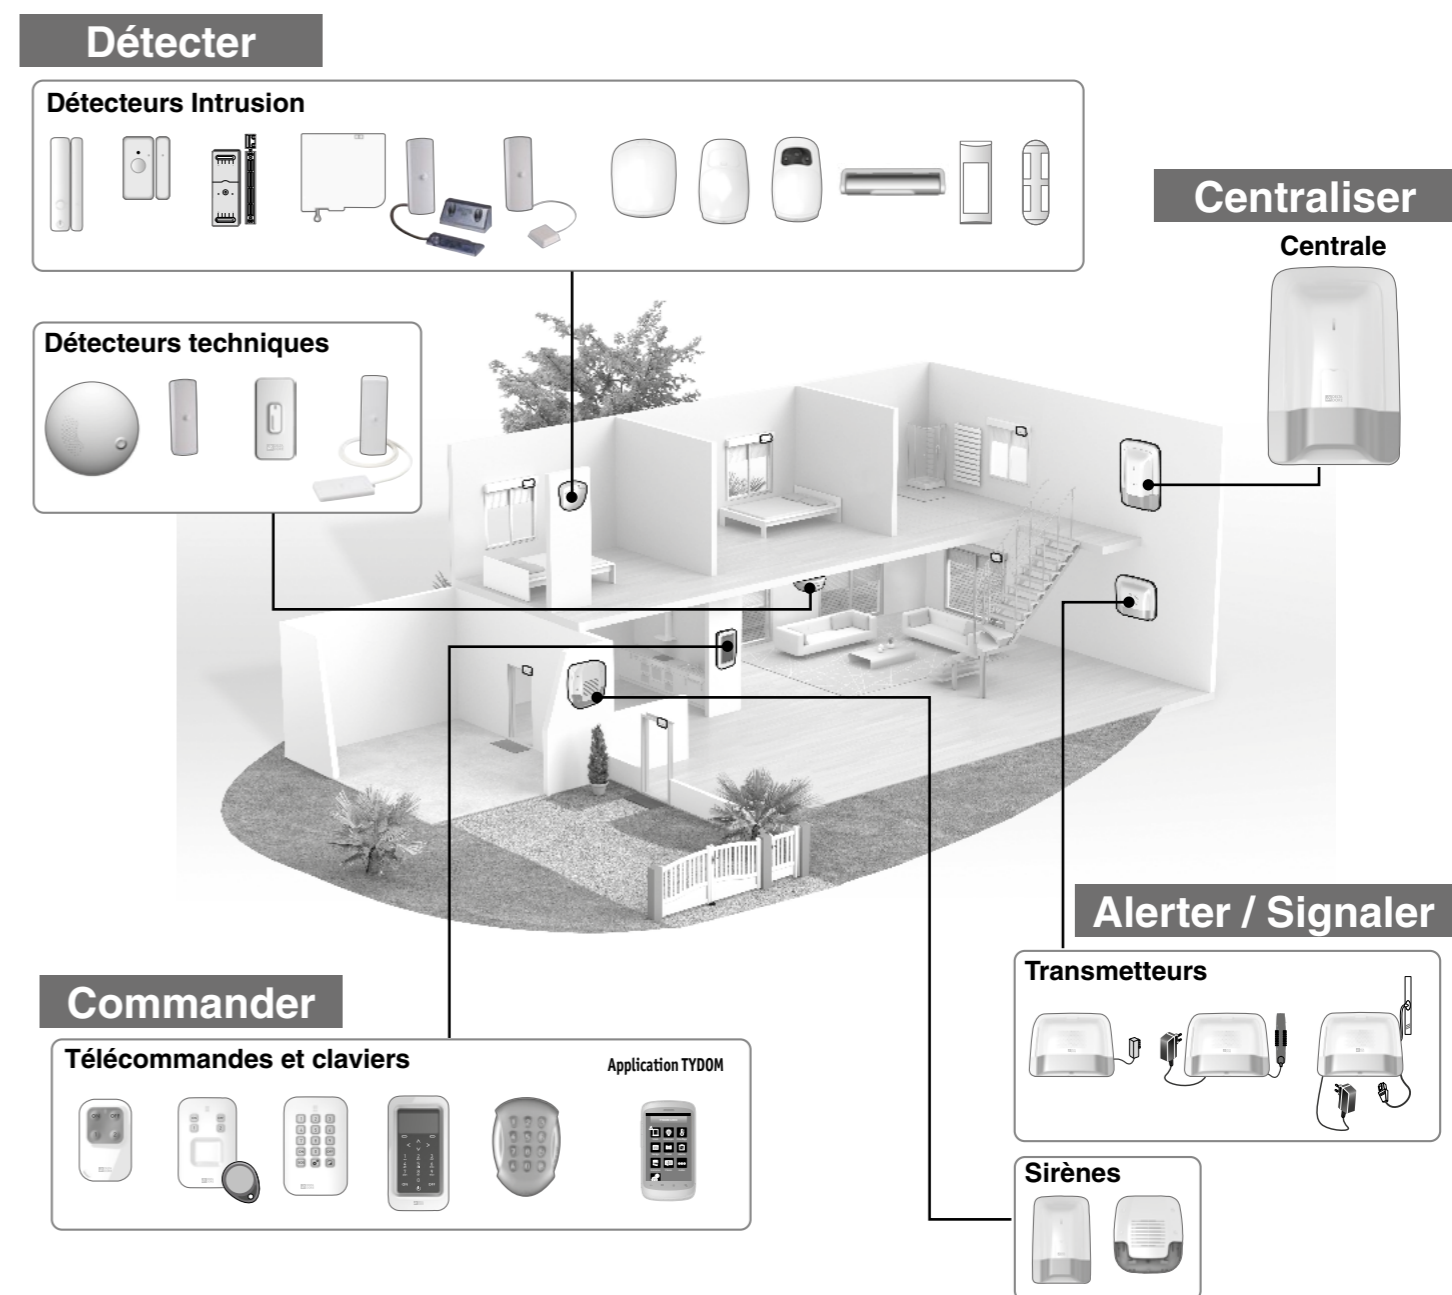 Détecter
Détecteurs Intrusion
Centraliser
Centrale
Détecteurs techniques
Alerter / Signaler
Transmetteurs
Commander
Télécommandes et claviers
Application TYDOM
Sirènes